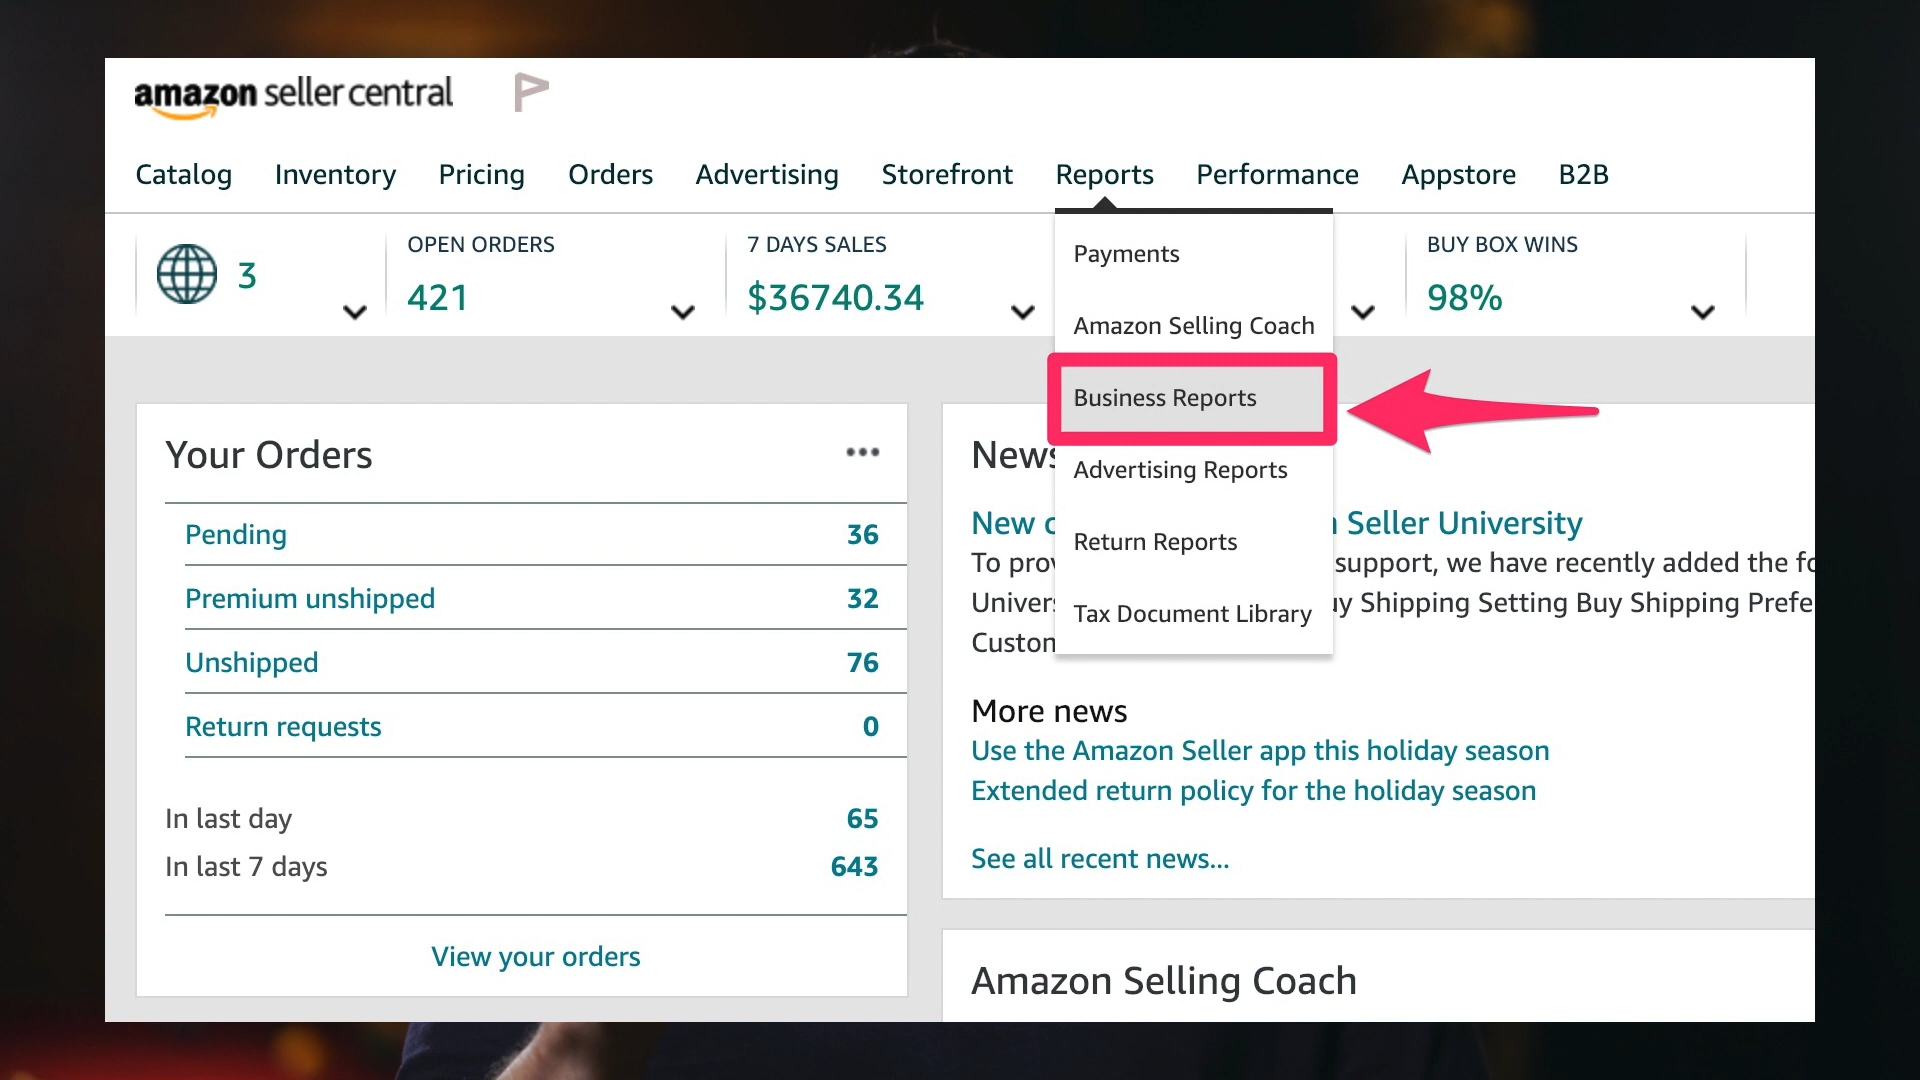 amazon seller central
Catalog Inventory Pricing Orders Advertising Storefront Reports Performance Appstore B2B
3
OPEN ORDERS
421
7 DAYS SALES
$36740.34
BUY BOX WINS
98%
Payments
Amazon Selling Coach
Business Reports
Advertising Reports
Return Reports
Tax Document Library
Your Orders
Pending 36
Premium unshipped 32
Unshipped 76
Return requests 0
In last day 65
In last 7 days 643
View your orders
News
New Seller University
To support, we have recently added the
Shipping Setting Buy Shipping
More news
Use the Amazon Seller app this holiday season
Extended return policy for the holiday season
See all recent news...
Amazon Selling Coach